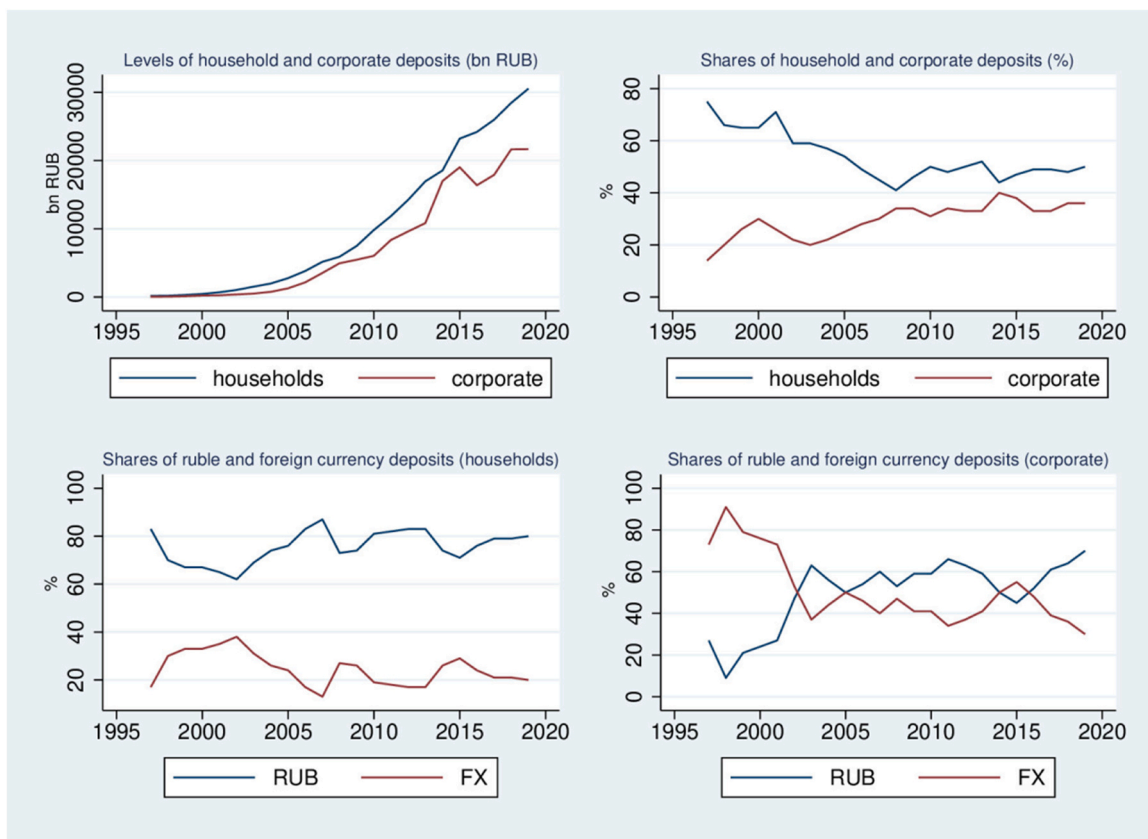 Levels of household and corporate deposits (bn RUB)
bn RUB
30000
20000
10000
0
1995 2000 2005 2010 2015 2020
households corporate
Shares of household and corporate deposits (%)
%
80
60
40
20
0
1995 2000 2005 2010 2015 2020
households corporate
Shares of ruble and foreign currency deposits (households)
%
100
80
60
40
20
1995 2000 2005 2010 2015 2020
RUB FX
Shares of ruble and foreign currency deposits (corporate)
%
100
80
60
40
20
0
1995 2000 2005 2010 2015 2020
RUB FX